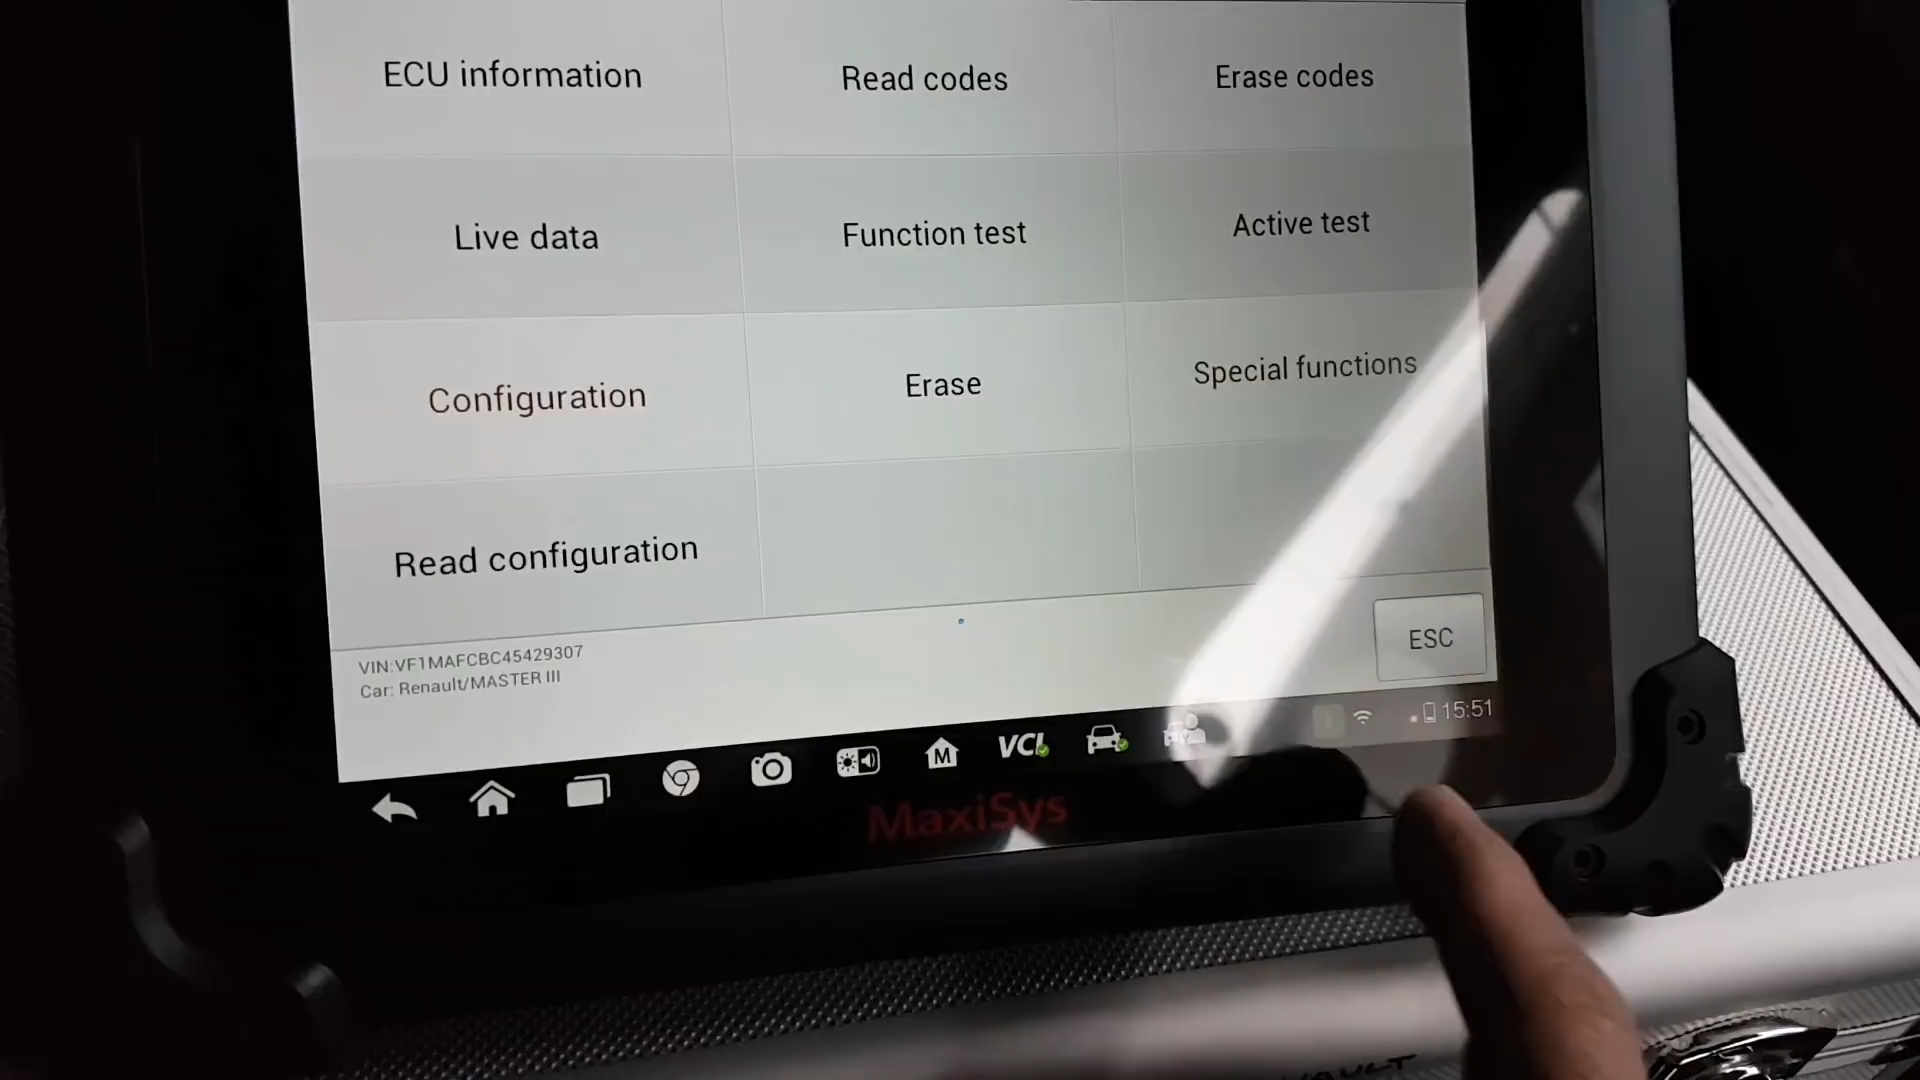 ECU information
Read codes
Erase codes
Live data
Function test
Active test
Configuration
Erase
Special functions
Read configuration
VIN:VF1MAFCBC45429307
Car: Renault/MASTER III
ESC
M
VCI
15:51
MaxiSys